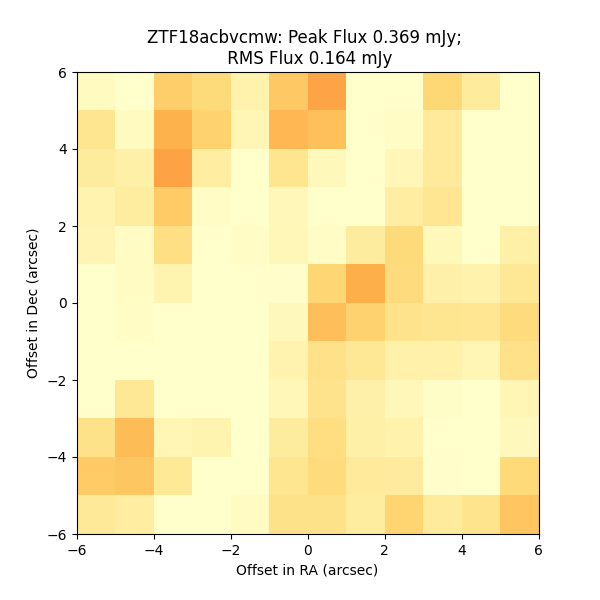 ZTF18acbvcmw: Peak Flux 0.369 mJy;
RMS Flux 0.164 mJy
6
4
2
0
−2
−4
−6
Offset in Dec (arcsec)
−6 −4 −2 0 2 4 6
Offset in RA (arcsec)